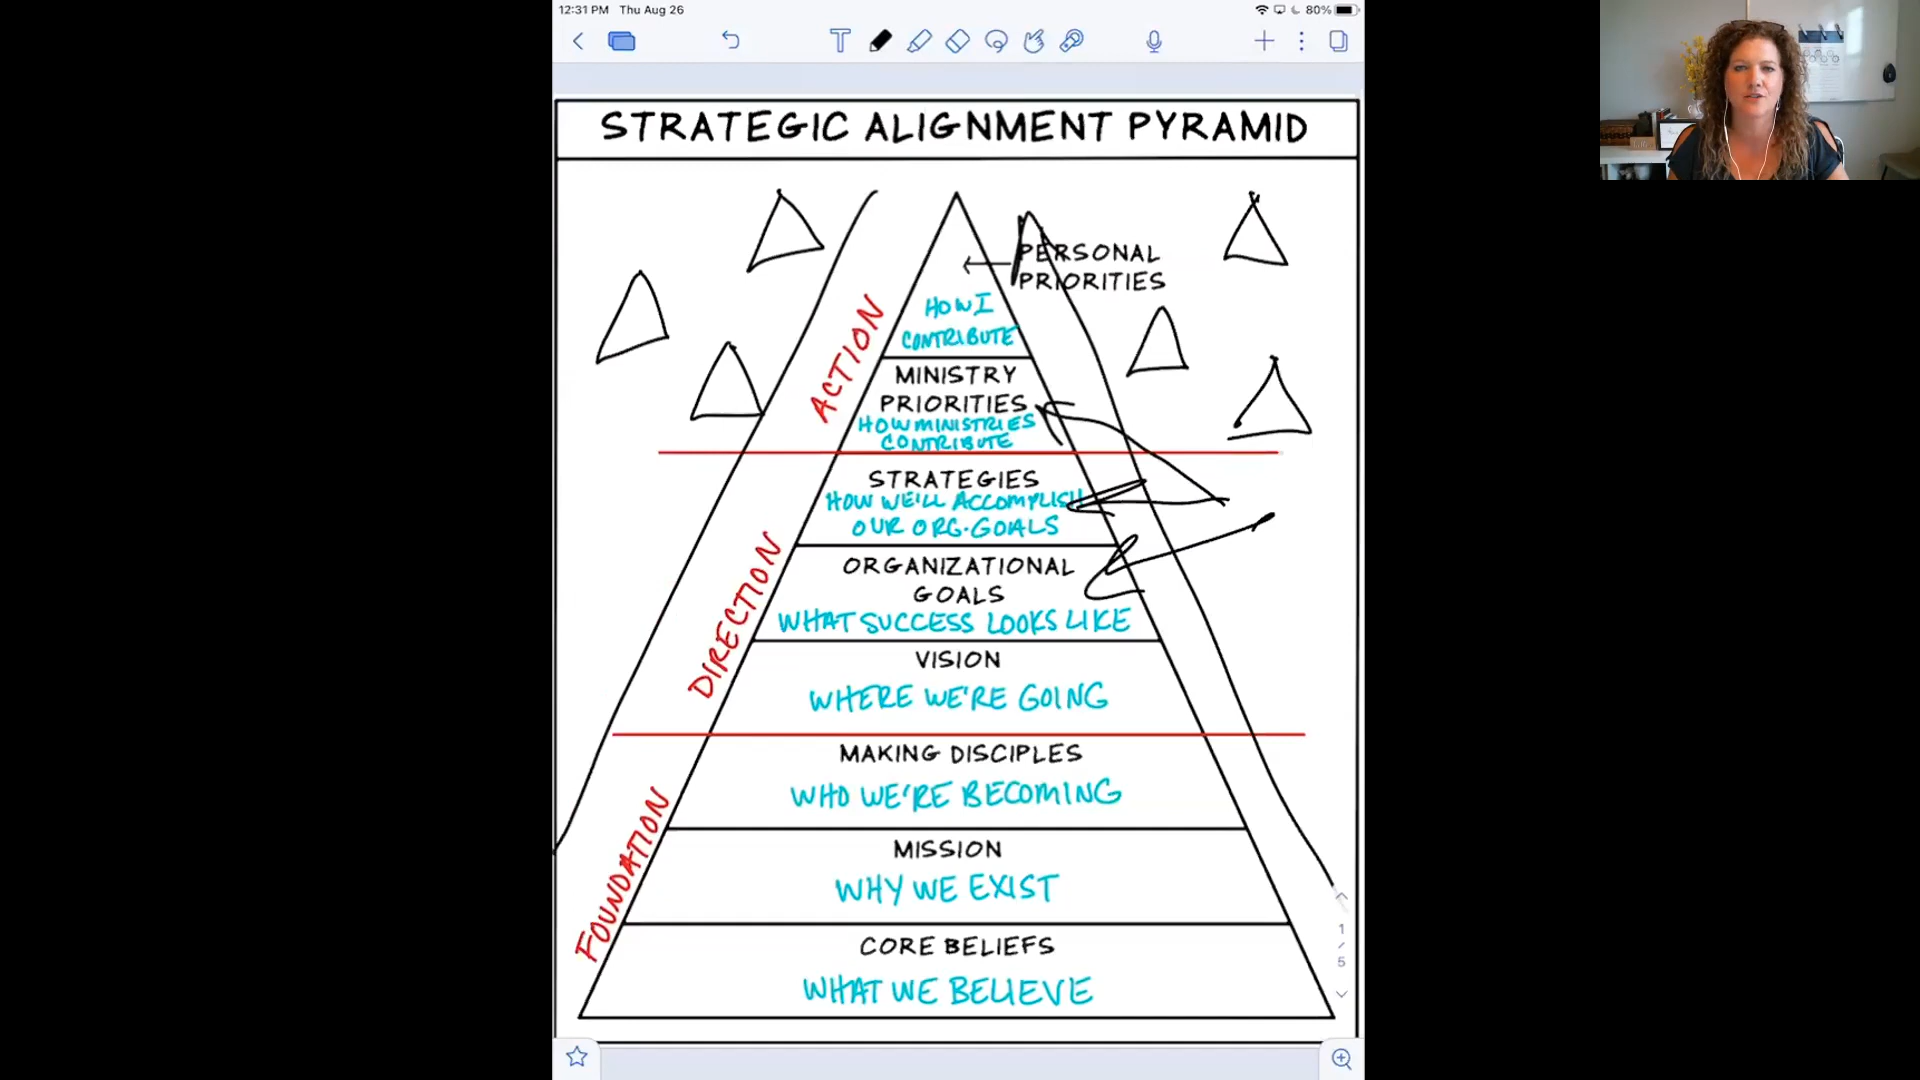 12:31 PM Thu Aug 26
80%
STRATEGIC ALIGNMENT PYRAMID
PERSONAL
PRIORITIES
HOW I
CONTRIBUTE
ACTION
MINISTRY
PRIORITIES
HOW MINISTRIES
CONTRIBUTE
STRATEGIES
HOW WE'LL ACCOMPLISH
OUR ORG. GOALS
DIRECTION
ORGANIZATIONAL
GOALS
WHAT SUCCESS LOOKS LIKE
VISION
WHERE WE'RE GOING
MAKING DISCIPLES
WHO WE'RE BECOMING
FOUNDATION
MISSION
WHY WE EXIST
CORE BELIEFS
WHAT WE BELIEVE
1
/
5